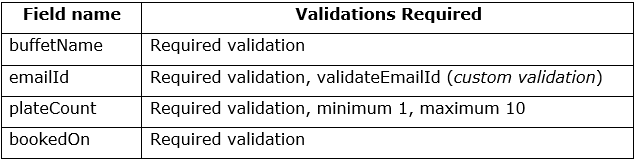 Field name Validations Required
buffetName Required validation
emailId Required validation, validateEmailId (custom validation)
plateCount Required validation, minimum 1, maximum 10
bookedOn Required validation